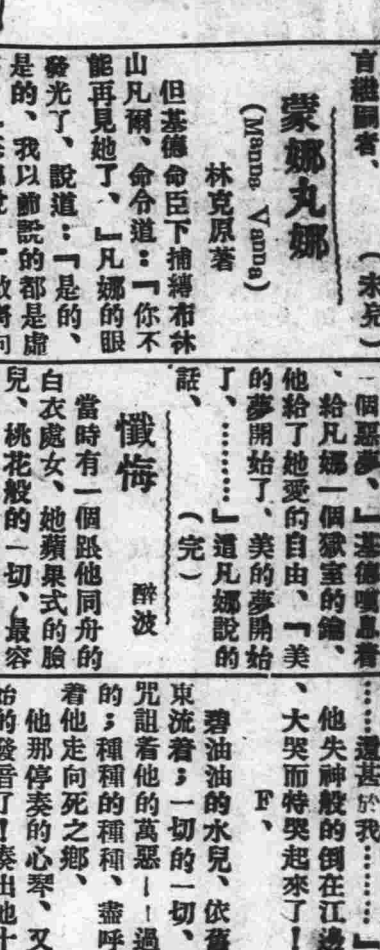 育繼嗣者、　（未完）
蒙娜丸娜
(Manna Vanna)
林克原著
但基德命臣下捕縛布林
山凡爾、命令道：『你不
能再見她了、』凡娜的眼
發光了、說道：『是的、
是的、我以前說的都是虛
一個惡夢、』基德嘆息着
、給凡娜一個獄室的鑰、
他給了她愛的自由、『美
的夢開始了、美的夢開始
了、………』這凡娜說的
話、　（完）
懺悔
醉波
當時有一個跟他同舟的
白衣處女、她蘋果式的臉
兒、桃花般的一切、最容
……還甚於我………』
他失神般的倒在江邊
、大哭而特哭起來了！
F、
碧油油的水兒、依舊
東流着；一切的一切、
咒詛着他的萬惡——過
的；種種的種種、盡呼
着他走向死之鄉、
他那停奏的心琴、又
始的發音了！奏出他十